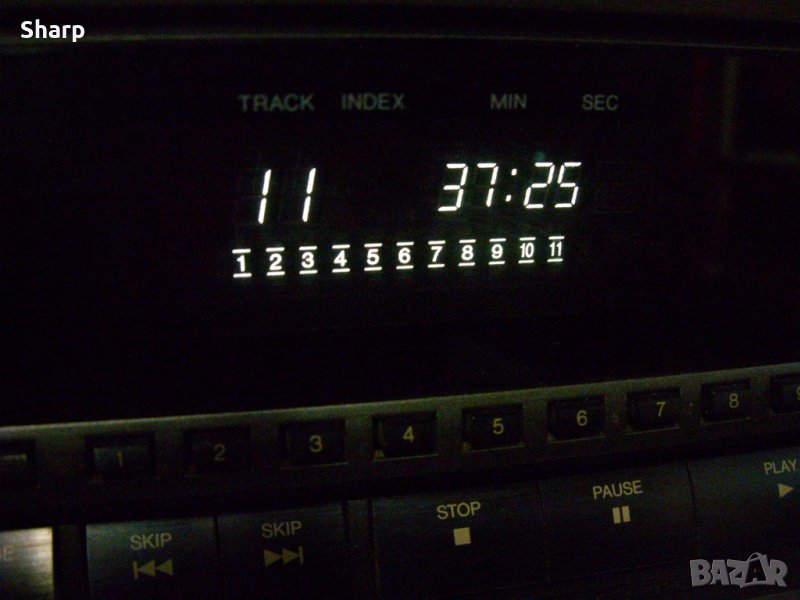 Sharp
TRACK INDEX MIN SEC
11 37:25
1 2 3 4 5 6 7 8 9 10 11
1 2 3 4 5 6 7 8
SKIP SKIP STOP PAUSE PLAY
BAZAR